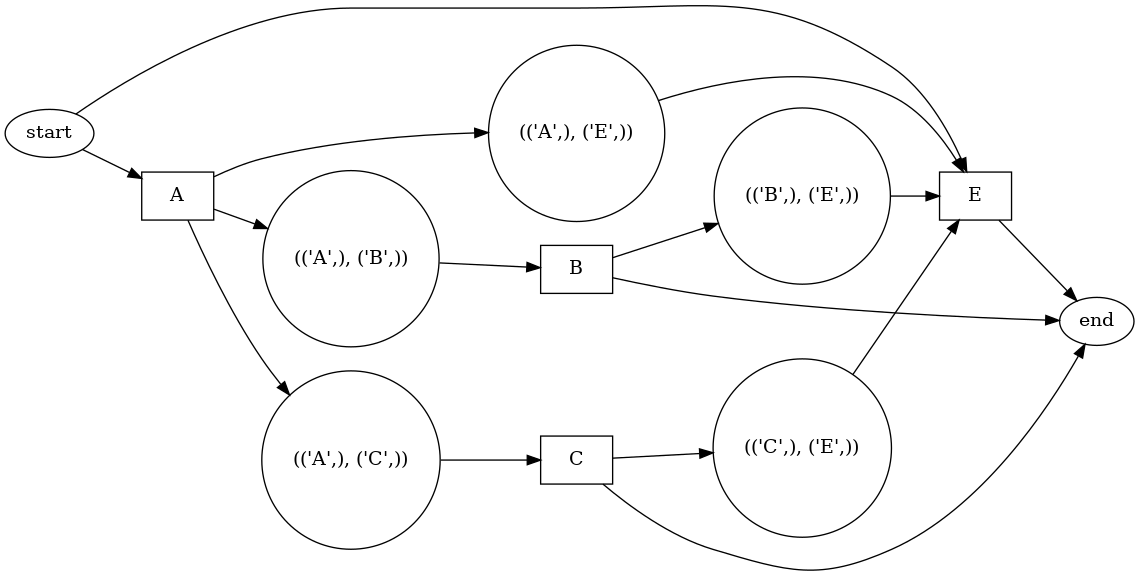 start
A
(('A',), ('E',))
(('A',), ('B',))
(('A',), ('C',))
B
C
(('B',), ('E',))
(('C',), ('E',))
E
end